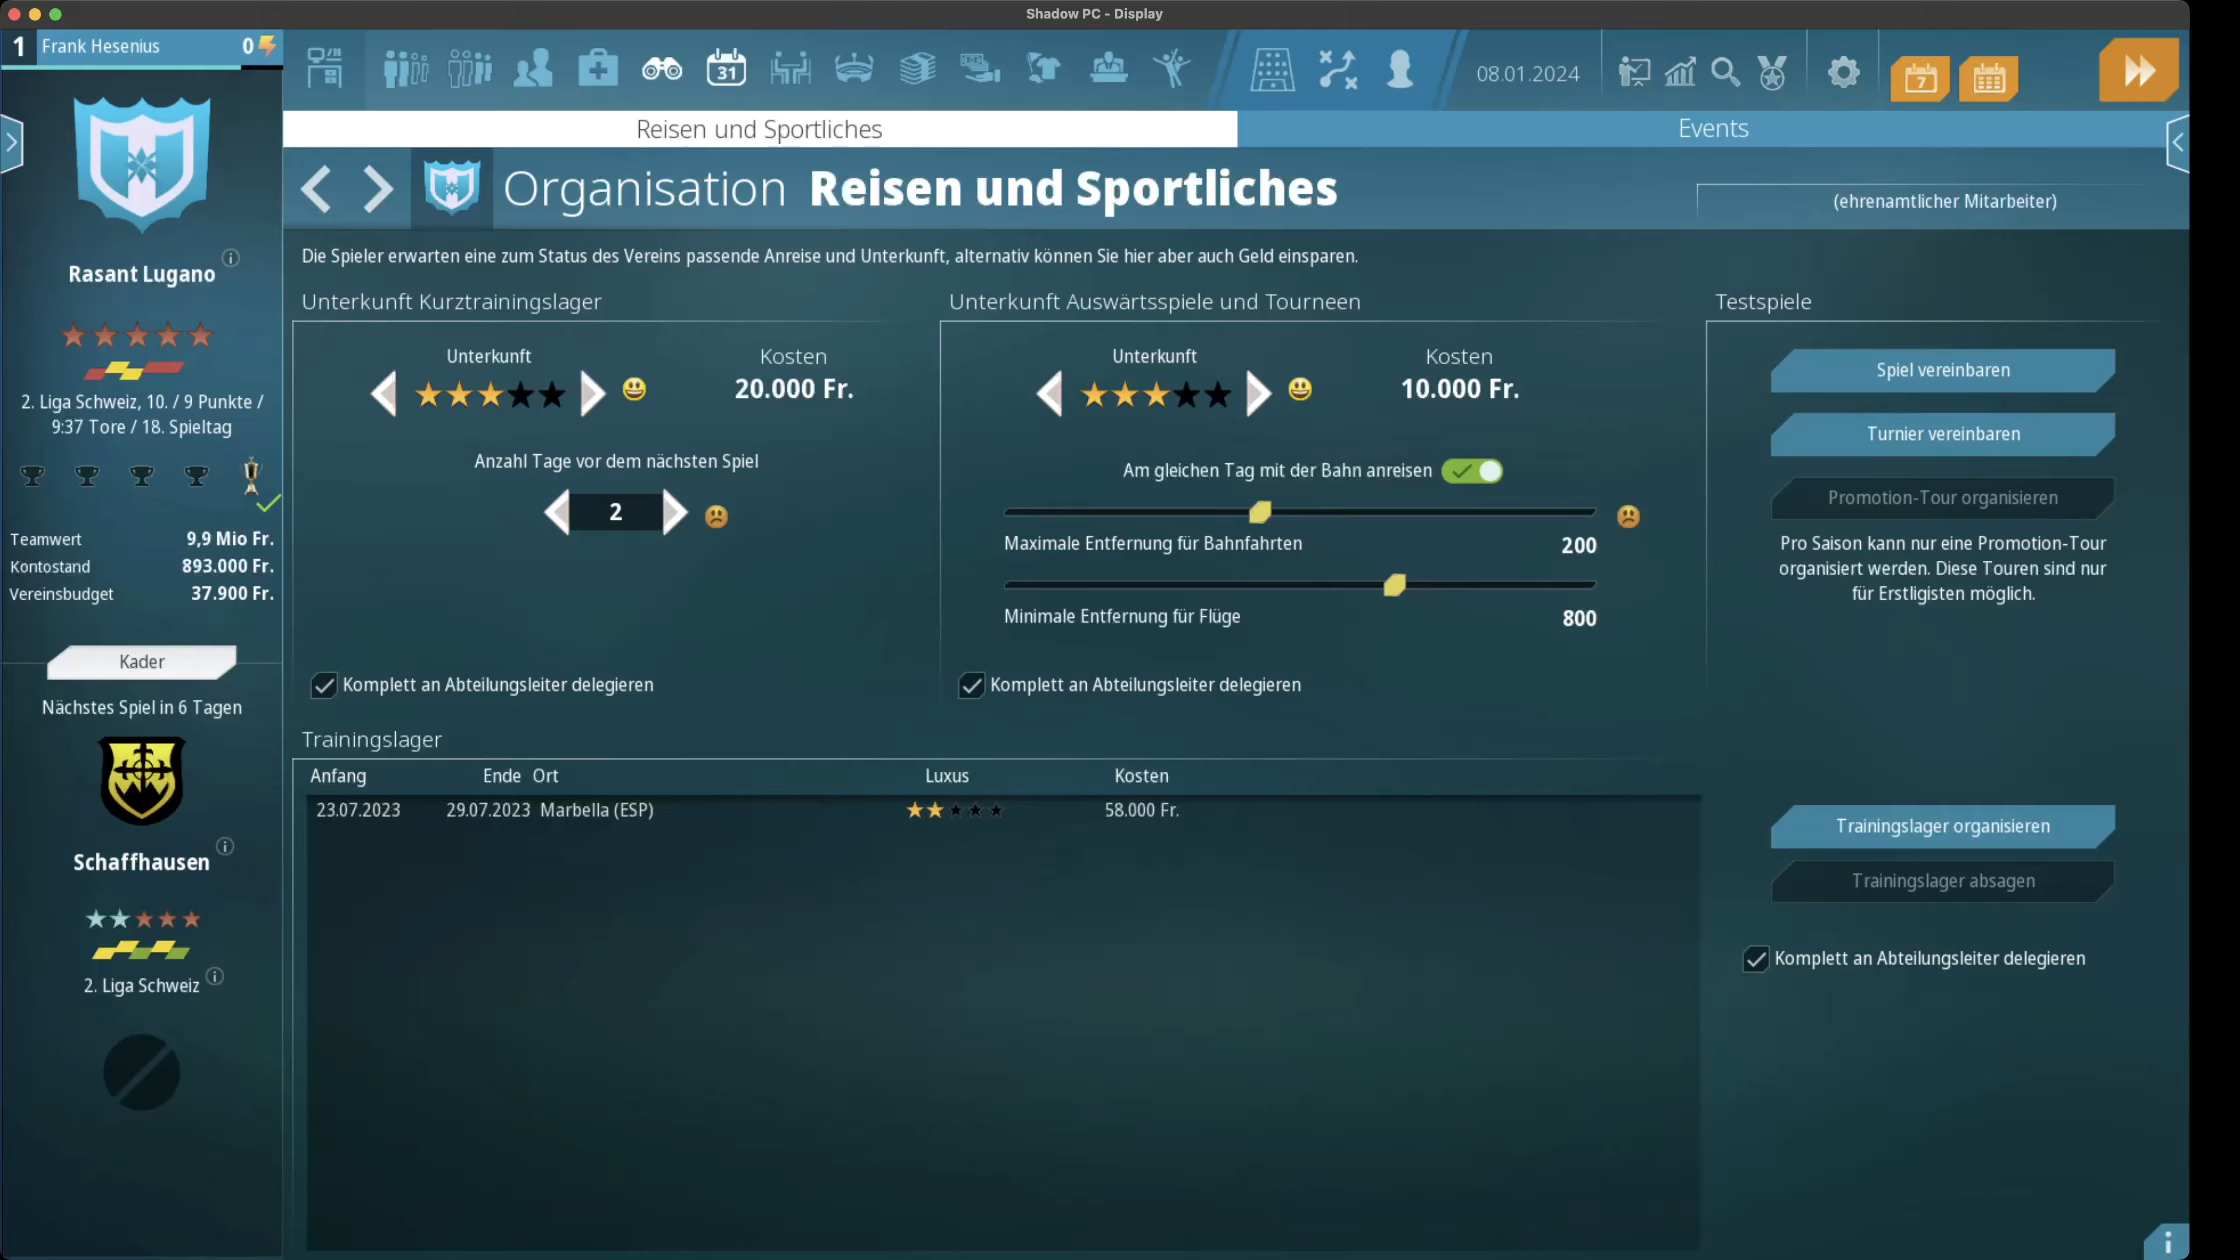 Shadow PC - Display
1 Frank Hesenius 0
31
08.01.2024
7
Reisen und Sportliches
Events
Organisation Reisen und Sportliches
(ehrenamtlicher Mitarbeiter)
Rasant Lugano
2. Liga Schweiz, 10. / 9 Punkte /
9:37 Tore / 18. Spieltag
Teamwert 9,9 Mio Fr.
Kontostand 893.000 Fr.
Vereinsbudget 37.900 Fr.
Kader
Nächstes Spiel in 6 Tagen
Schaffhausen
2. Liga Schweiz
Die Spieler erwarten eine zum Status des Vereins passende Anreise und Unterkunft, alternativ können Sie hier aber auch Geld einsparen.
Unterkunft Kurztrainingslager
Unterkunft
Kosten
20.000 Fr.
Anzahl Tage vor dem nächsten Spiel
2
Komplett an Abteilungsleiter delegieren
Unterkunft Auswärtsspiele und Tourneen
Unterkunft
Kosten
10.000 Fr.
Am gleichen Tag mit der Bahn anreisen
Maximale Entfernung für Bahnfahrten 200
Minimale Entfernung für Flüge 800
Komplett an Abteilungsleiter delegieren
Testspiele
Spiel vereinbaren
Turnier vereinbaren
Promotion-Tour organisieren
Pro Saison kann nur eine Promotion-Tour
organisiert werden. Diese Touren sind nur
für Erstligisten möglich.
Trainingslager
Anfang Ende Ort Luxus Kosten
23.07.2023 29.07.2023 Marbella (ESP) 58.000 Fr.
Trainingslager organisieren
Trainingslager absagen
Komplett an Abteilungsleiter delegieren